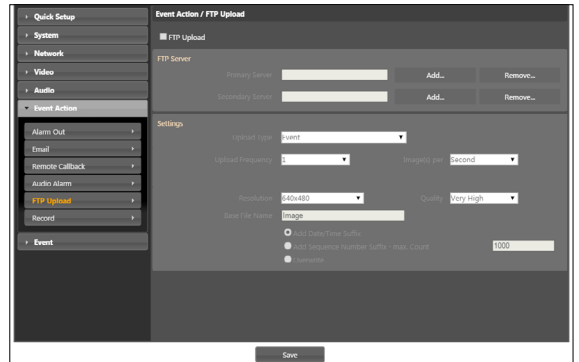 Quick Setup
System
Network
Video
Audio
Event Action
Alarm Out
Email
Remote Callback
Audio Alarm
FTP Upload
Record
Event
Event Action / FTP Upload
FTP Upload
FTP Server
Primary Server Add... Remove...
Secondary Server Add... Remove...
Settings
Upload Type Event
Upload Frequency 1 Image(s) per Second
Resolution 640x480 Quality Very High
Base File Name Image
Add Date/Time Suffix
Add Sequence Number Suffix - max. Count 1000
Overwrite
Save